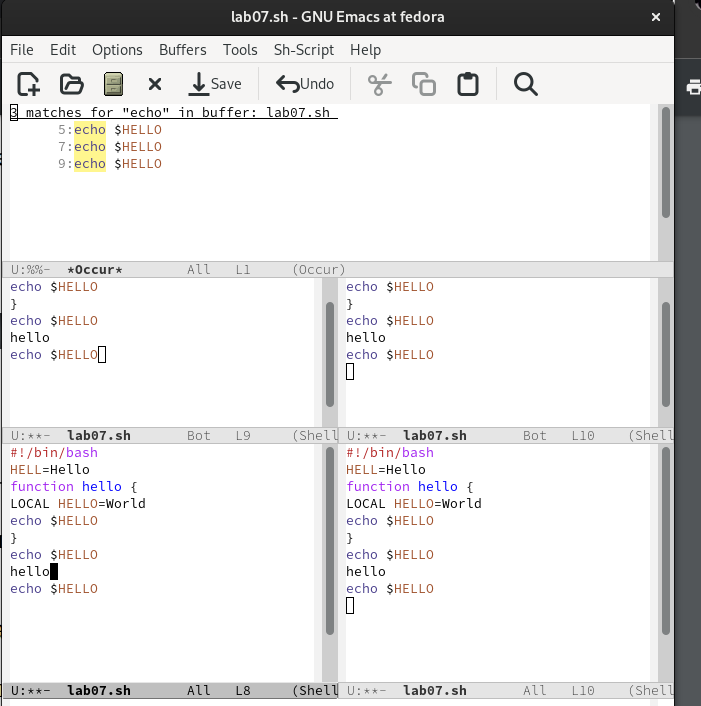 lab07.sh - GNU Emacs at fedora
File Edit Options Buffers Tools Sh-Script Help
Save Undo
3 matches for "echo" in buffer: lab07.sh
5:echo $HELLO
7:echo $HELLO
9:echo $HELLO
U:%%- *Occur* All L1 (Occur)
echo $HELLO
}
echo $HELLO
hello
echo $HELLO
U:**- lab07.sh Bot L9 (Shell
echo $HELLO
}
echo $HELLO
hello
echo $HELLO
U:**- lab07.sh Bot L10 (Shell
#!/bin/bash
HELL=Hello
function hello {
LOCAL HELLO=World
echo $HELLO
}
echo $HELLO
hello
echo $HELLO
U:**- lab07.sh All L8 (Shell
#!/bin/bash
HELL=Hello
function hello {
LOCAL HELLO=World
echo $HELLO
}
echo $HELLO
hello
echo $HELLO
U:**- lab07.sh All L10 (Shell